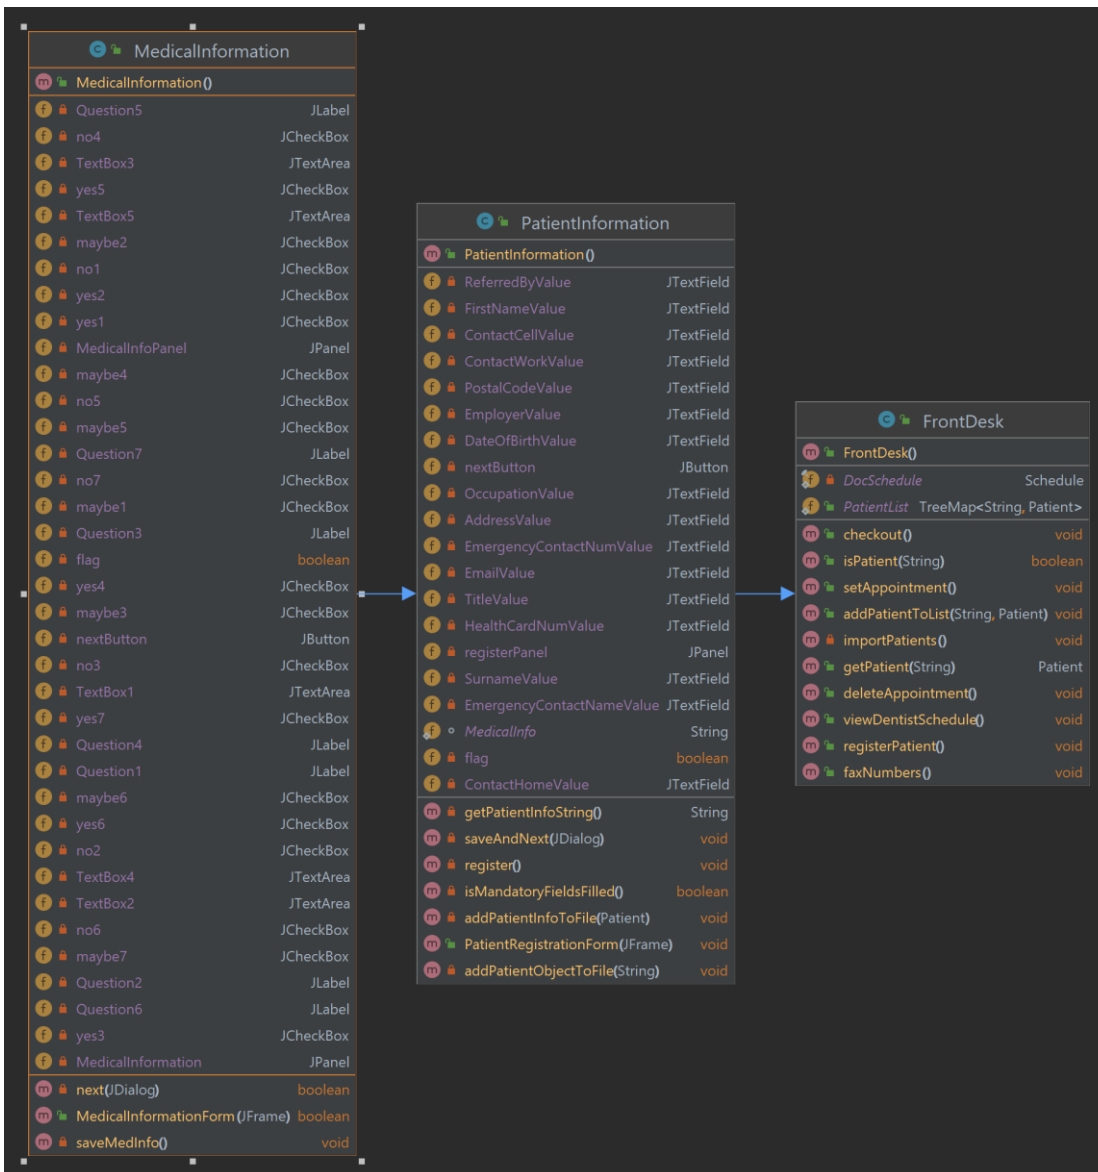 MedicalInformation
MedicalInformation()
Question5 JLabel
no4 JCheckBox
TextBox3 JTextArea
yes5 JCheckBox
TextBox5 JTextArea
maybe2 JCheckBox
no1 JCheckBox
yes2 JCheckBox
yes1 JCheckBox
MedicalInfoPanel JPanel
maybe4 JCheckBox
no5 JCheckBox
maybe5 JCheckBox
Question7 JLabel
no7 JCheckBox
maybe1 JCheckBox
Question3 JLabel
flag boolean
yes4 JCheckBox
maybe3 JCheckBox
nextButton JButton
no3 JCheckBox
TextBox1 JTextArea
yes7 JCheckBox
Question4 JLabel
Question1 JLabel
maybe6 JCheckBox
yes6 JCheckBox
no2 JCheckBox
TextBox4 JTextArea
TextBox2 JTextArea
no6 JCheckBox
maybe7 JCheckBox
Question2 JLabel
Question6 JLabel
yes3 JCheckBox
MedicalInformation JPanel
next(JDialog) boolean
MedicalInformationForm(JFrame) boolean
saveMedInfo() void
PatientInformation
PatientInformation()
ReferredByValue JTextField
FirstNameValue JTextField
ContactCellValue JTextField
ContactWorkValue JTextField
PostalCodeValue JTextField
EmployerValue JTextField
DateOfBirthValue JTextField
nextButton JButton
OccupationValue JTextField
AddressValue JTextField
EmergencyContactNumValue JTextField
EmailValue JTextField
TitleValue JTextField
HealthCardNumValue JTextField
registerPanel JPanel
SurnameValue JTextField
EmergencyContactNameValue JTextField
MedicalInfo String
flag boolean
ContactHomeValue JTextField
getPatientInfoString() String
saveAndNext(JDialog) void
register() void
isMandatoryFieldsFilled() boolean
addPatientInfoToFile(Patient) void
PatientRegistrationForm(JFrame) void
addPatientObjectToFile(String) void
FrontDesk
FrontDesk()
DocSchedule Schedule
PatientList TreeMap<String, Patient>
checkout() void
isPatient(String) boolean
setAppointment() void
addPatientToList(String, Patient) void
importPatients() void
getPatient(String) Patient
deleteAppointment() void
viewDentistSchedule() void
registerPatient() void
faxNumbers() void